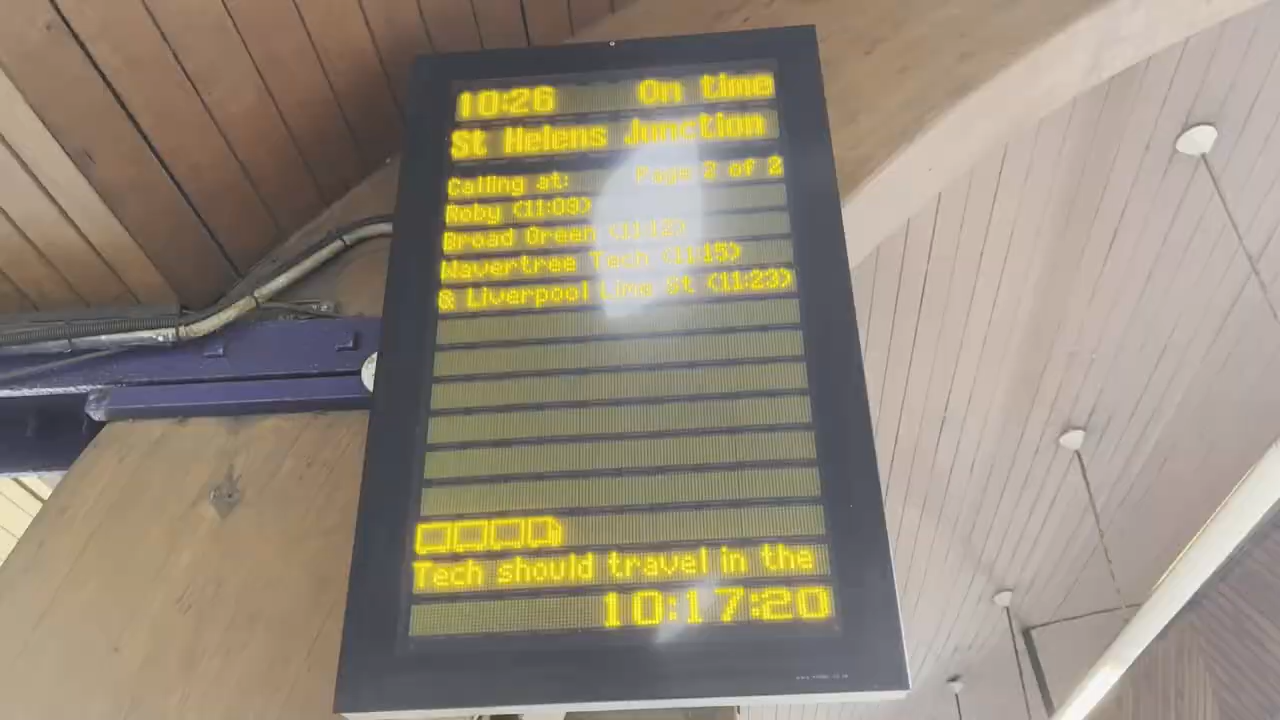 10:26 On time
St Helens Junction
Calling at: Page 2 of 2
Roby (11:09)
Broad Green (11:12)
Wavertree Tech (11:15)
& Liverpool Lime St (11:23)
Tech should travel in the
10:17:20